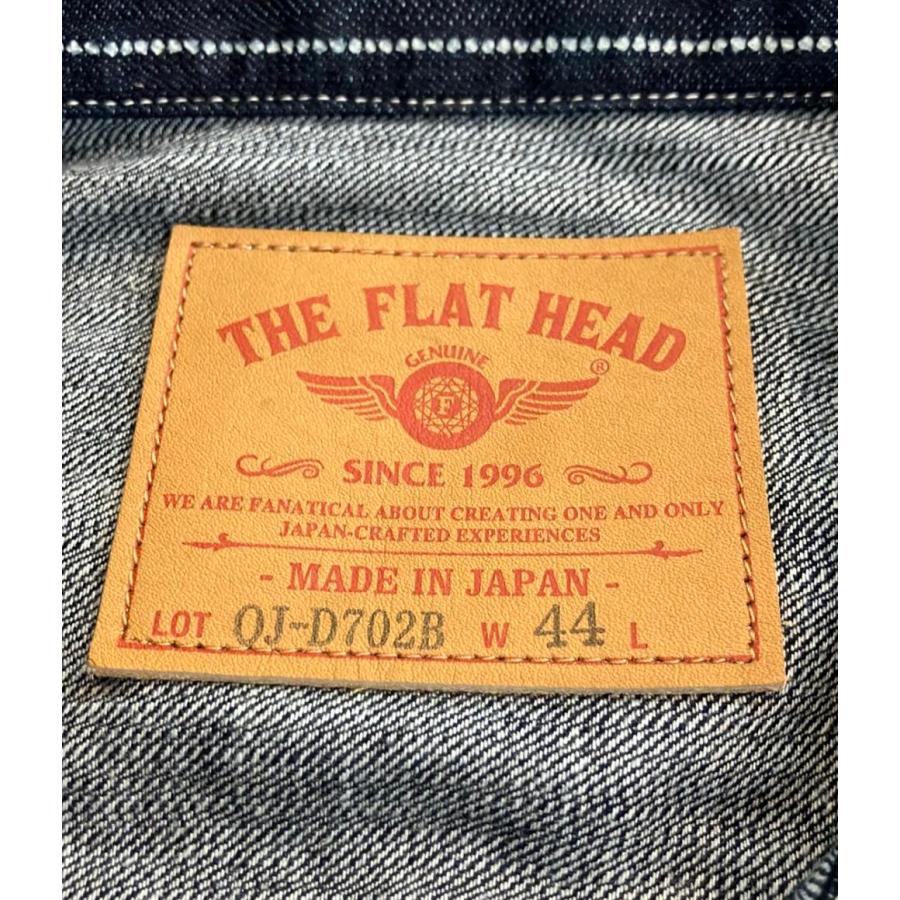 THE FLAT HEAD
GENUINE
®
F
SINCE 1996
WE ARE FANATICAL ABOUT CREATING ONE AND ONLY
JAPAN-CRAFTED EXPERIENCES
- MADE IN JAPAN -
LOT OJ-D702B W 44 L